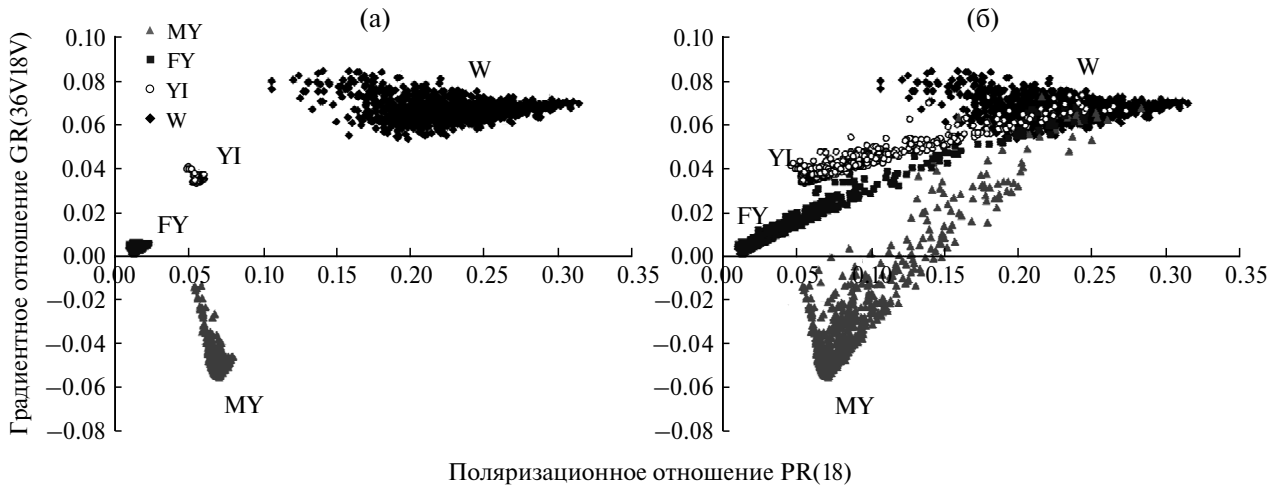 (а)
(б)
Градиентное отношение GR(36V18V)
MY
FY
YI
W
0.10
0.08
0.06
0.04
0.02
0.00
−0.02
−0.04
−0.06
−0.08
0.05
0.10
0.15
0.20
0.25
0.30
0.35
W
YI
FY
MY
0.10
0.08
0.06
0.04
0.02
0.00
−0.02
−0.04
−0.06
−0.08
0.05
0.10
0.15
0.20
0.25
0.30
0.35
W
YI
FY
MY
Поляризационное отношение PR(18)